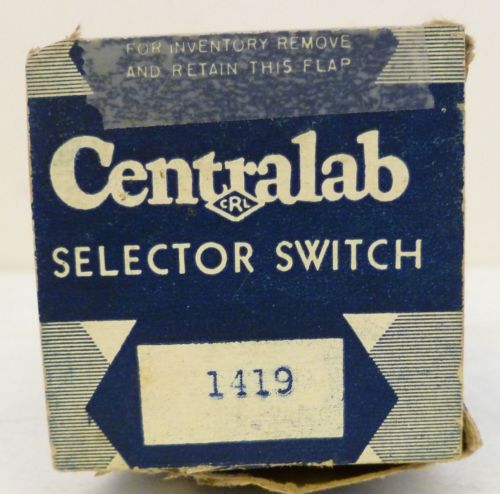 FOR INVENTORY REMOVE
AND RETAIN THIS FLAP
Centralab
CRL
SELECTOR SWITCH
1419